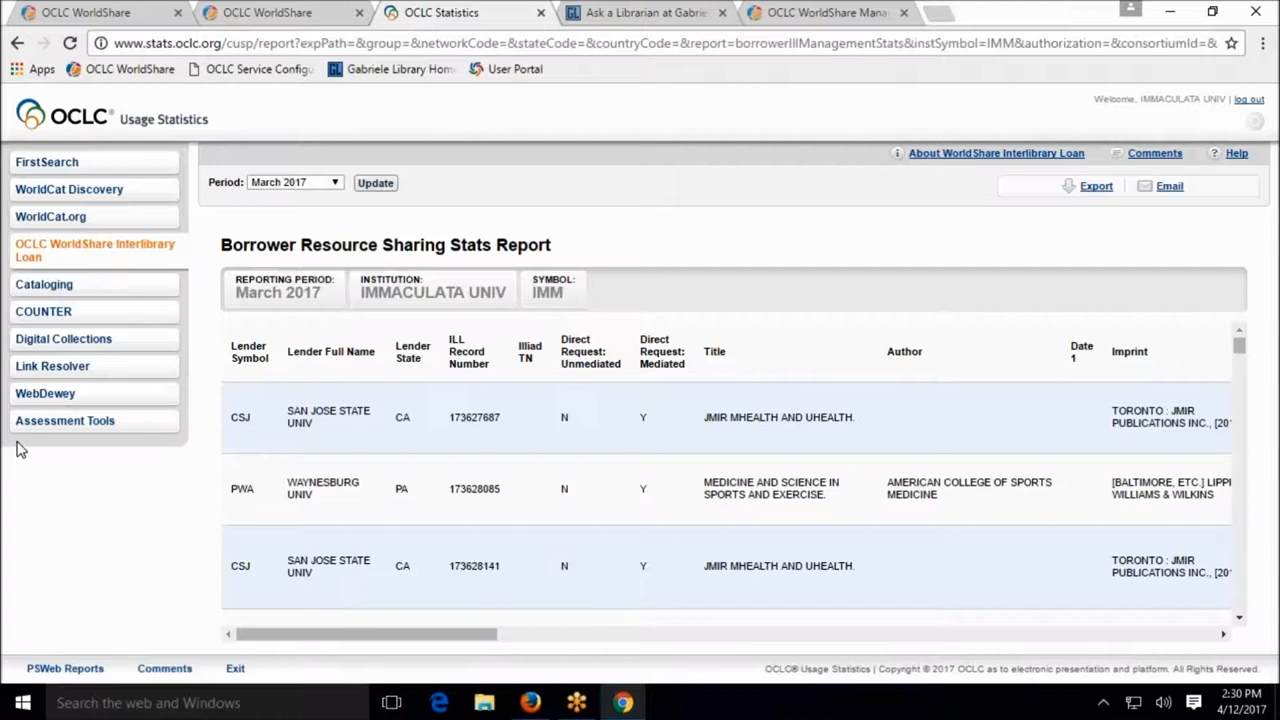 OCLC WorldShare
OCLC WorldShare
OCLC Statistics
Ask a Librarian at Gabriele
OCLC WorldShare Mana
www.stats.oclc.org/cusp/report?expPath=&group=&networkCode=&stateCode=&countryCode=&report=borrowerIllManagementStats&instSymbol=IMM&authorization=&consortiumId=&
Apps
OCLC WorldShare
OCLC Service Configu
Gabriele Library Hom
User Portal
OCLC® Usage Statistics
Welcome, IMMACULATA UNIV | log out
FirstSearch
WorldCat Discovery
WorldCat.org
OCLC WorldShare Interlibrary
Loan
Cataloging
COUNTER
Digital Collections
Link Resolver
WebDewey
Assessment Tools
About WorldShare Interlibrary Loan
Comments
? Help
Period: March 2017 Update
Export
Email
Borrower Resource Sharing Stats Report
REPORTING PERIOD:
March 2017
INSTITUTION:
IMMACULATA UNIV
SYMBOL:
IMM
Lender
Symbol
Lender Full Name
Lender
State
ILL
Record
Number
Illiad
TN
Direct
Request:
Unmediated
Direct
Request:
Mediated
Title
Author
Date
1
Imprint
CSJ
SAN JOSE STATE
UNIV
CA
173627687
N
Y
JMIR MHEALTH AND UHEALTH.
TORONTO : JMIR
PUBLICATIONS INC., [20
PWA
WAYNESBURG
UNIV
PA
173628085
N
Y
MEDICINE AND SCIENCE IN
SPORTS AND EXERCISE.
AMERICAN COLLEGE OF SPORTS
MEDICINE
[BALTIMORE, ETC.] LIPPI
WILLIAMS & WILKINS
CSJ
SAN JOSE STATE
UNIV
CA
173628141
N
Y
JMIR MHEALTH AND UHEALTH.
TORONTO : JMIR
PUBLICATIONS INC., [20
PSWeb Reports
Comments
Exit
OCLC® Usage Statistics | Copyright © 2017 OCLC as to electronic presentation and platform. All Rights Reserved.
Search the web and Windows
2:30 PM
4/12/2017